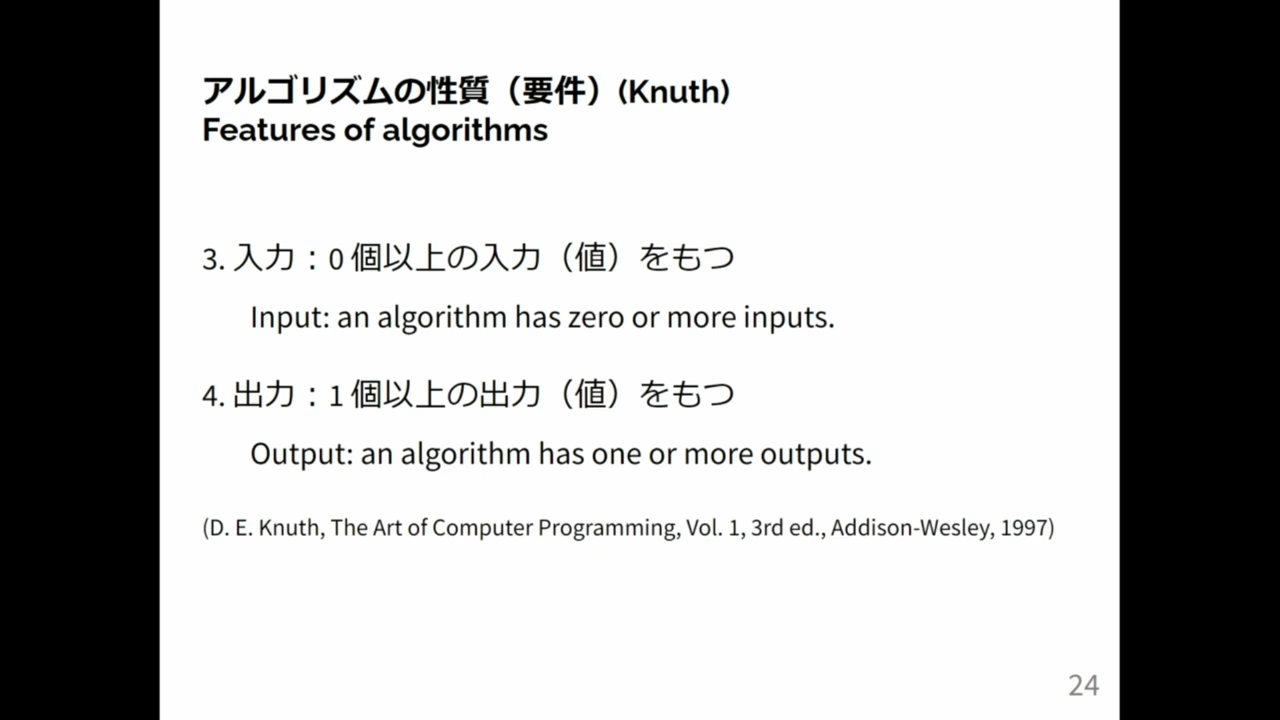 アルゴリズムの性質（要件）(Knuth)
Features of algorithms
3. 入力：0 個以上の入力（値）をもつ
Input: an algorithm has zero or more inputs.
4. 出力：1 個以上の出力（値）をもつ
Output: an algorithm has one or more outputs.
(D. E. Knuth, The Art of Computer Programming, Vol. 1, 3rd ed., Addison-Wesley, 1997)
24